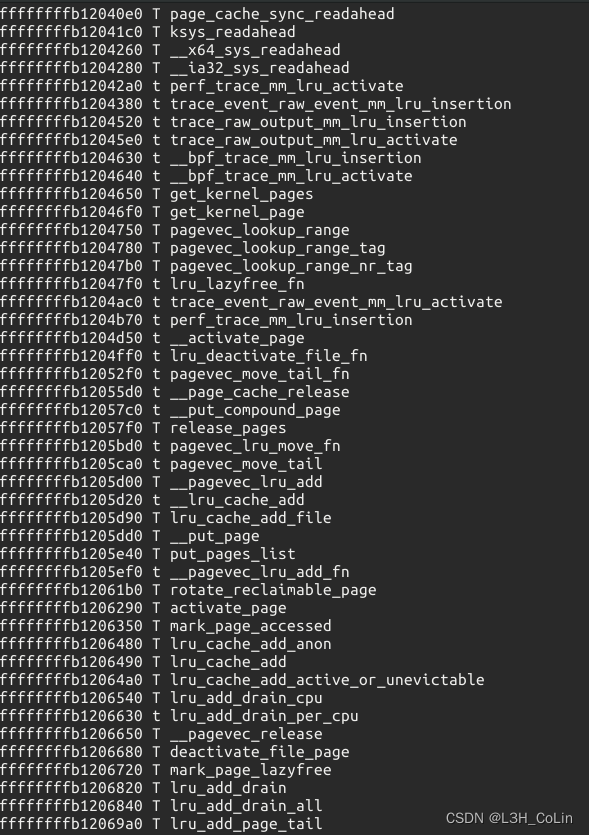 ffffffffb12040e0 T page_cache_sync_readahead
ffffffffb12041c0 T ksys_readahead
ffffffffb1204260 T __x64_sys_readahead
ffffffffb1204280 T __ia32_sys_readahead
ffffffffb12042a0 t perf_trace_mm_lru_activate
ffffffffb1204380 t trace_event_raw_event_mm_lru_insertion
ffffffffb1204520 t trace_raw_output_mm_lru_insertion
ffffffffb12045e0 t trace_raw_output_mm_lru_activate
ffffffffb1204630 t __bpf_trace_mm_lru_insertion
ffffffffb1204640 t __bpf_trace_mm_lru_activate
ffffffffb1204650 T get_kernel_pages
ffffffffb12046f0 T get_kernel_page
ffffffffb1204750 T pagevec_lookup_range
ffffffffb1204780 T pagevec_lookup_range_tag
ffffffffb12047b0 T pagevec_lookup_range_nr_tag
ffffffffb12047f0 t lru_lazyfree_fn
ffffffffb1204ac0 t trace_event_raw_event_mm_lru_activate
ffffffffb1204b70 t perf_trace_mm_lru_insertion
ffffffffb1204d50 t __activate_page
ffffffffb1204ff0 t lru_deactivate_file_fn
ffffffffb12052f0 t pagevec_move_tail_fn
ffffffffb12055d0 t __page_cache_release
ffffffffb12057c0 t __put_compound_page
ffffffffb12057f0 T release_pages
ffffffffb1205bd0 t pagevec_lru_move_fn
ffffffffb1205ca0 t pagevec_move_tail
ffffffffb1205d00 T __pagevec_lru_add
ffffffffb1205d20 t __lru_cache_add
ffffffffb1205d90 T lru_cache_add_file
ffffffffb1205dd0 T __put_page
ffffffffb1205e40 T put_pages_list
ffffffffb1205ef0 t __pagevec_lru_add_fn
ffffffffb12061b0 T rotate_reclaimable_page
ffffffffb1206290 T activate_page
ffffffffb1206350 T mark_page_accessed
ffffffffb1206480 T lru_cache_add_anon
ffffffffb1206490 T lru_cache_add
ffffffffb12064a0 T lru_cache_add_active_or_unevictable
ffffffffb1206540 T lru_add_drain_cpu
ffffffffb1206630 t lru_add_drain_per_cpu
ffffffffb1206650 T __pagevec_release
ffffffffb1206680 T deactivate_file_page
ffffffffb1206720 T mark_page_lazyfree
ffffffffb1206820 T lru_add_drain
ffffffffb1206840 T lru_add_drain_all
ffffffffb12069a0 T lru_add_page_tail
CSDN @L3H_CoLin